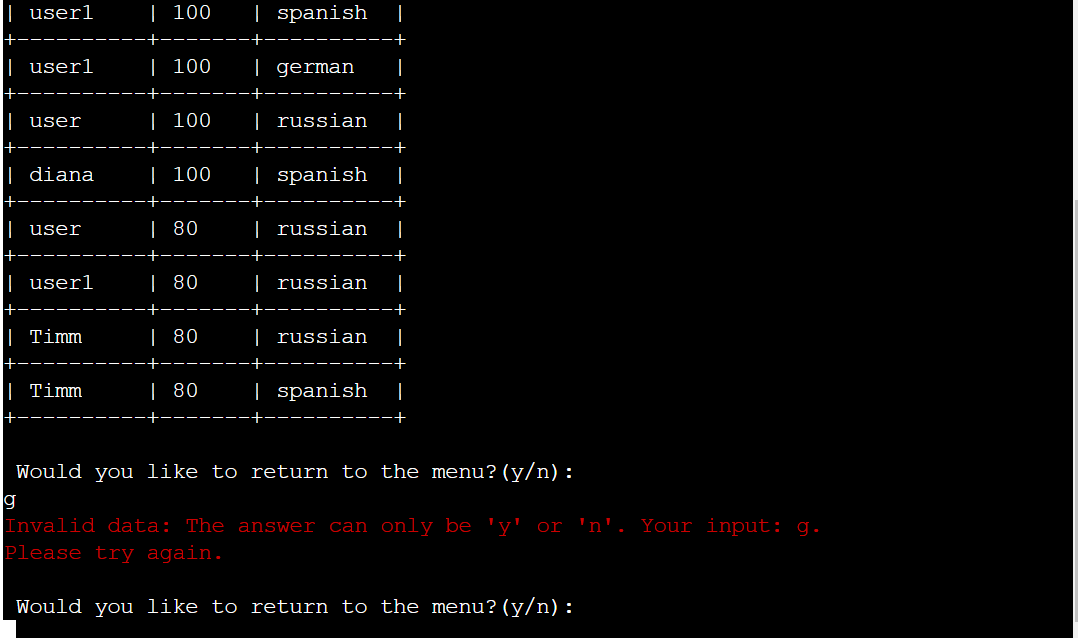 | user1    | 100   | spanish  |
+----------+-------+----------+
| user1    | 100   | german   |
+----------+-------+----------+
| user     | 100   | russian  |
+----------+-------+----------+
| diana    | 100   | spanish  |
+----------+-------+----------+
| user     | 80    | russian  |
+----------+-------+----------+
| user1    | 80    | russian  |
+----------+-------+----------+
| Timm     | 80    | russian  |
+----------+-------+----------+
| Timm     | 80    | spanish  |
+----------+-------+----------+
Would you like to return to the menu?(y/n):
g
Invalid data: The answer can only be 'y' or 'n'. Your input: g.
Please try again.
Would you like to return to the menu?(y/n):